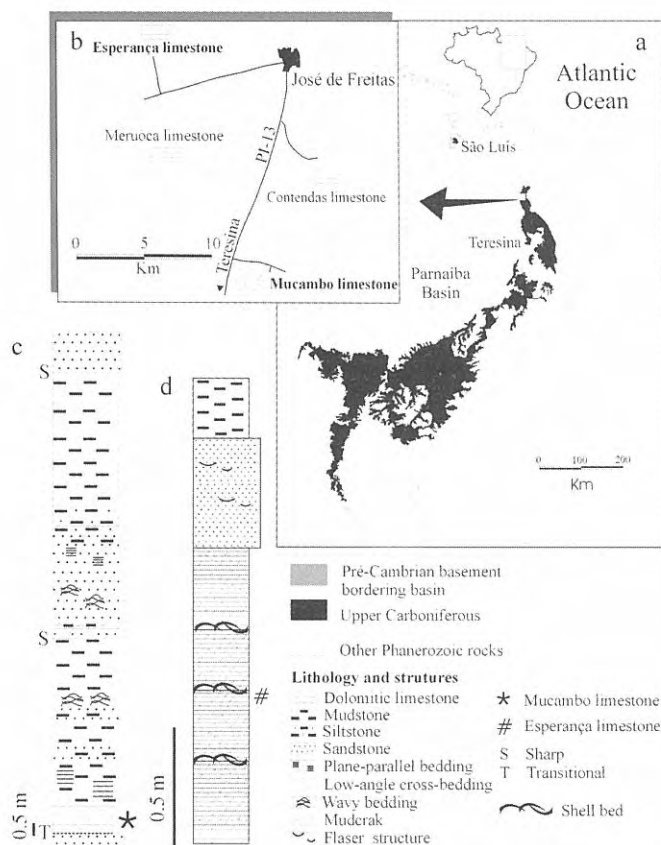 b
Esperança limestone
José de Freitas
Meruoca limestone
PI-13
Contendas limestone
0 5 10
Km
Teresina
Mucambo limestone
a
Atlantic
Ocean
São Luís
Teresina
Parnaíba
Basin
0 100 200
Km
c
S
S
0.5 m
T
*
d
#
0.5 m
Pré-Cambrian basement
bordering basin
Upper Carboniferous
Other Phanerozoic rocks
Lithology and strutures
Dolomitic limestone
Mudstone
Siltstone
Sandstone
Plane-parallel bedding
Low-angle cross-bedding
Wavy bedding
Mudcrak
Flaser structure
* Mucambo limestone
# Esperança limestone
S Sharp
T Transitional
Shell bed